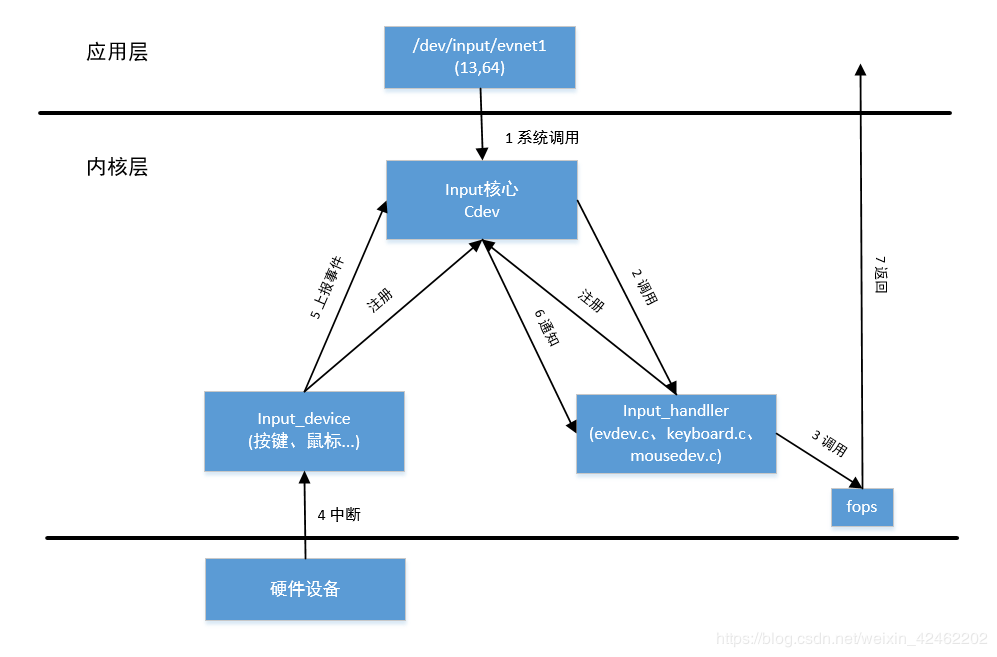 应用层
/dev/input/evnet1
(13,64)
1 系统调用
内核层
Input核心
Cdev
5 上报事件
注册
注册
2 调用
6 通知
7 返回
Input_device
(按键、鼠标...)
Input_handller
(evdev.c、keyboard.c、
mousedev.c)
3 调用
fops
4 中断
硬件设备
https://blog.csdn.net/weixin_42462202